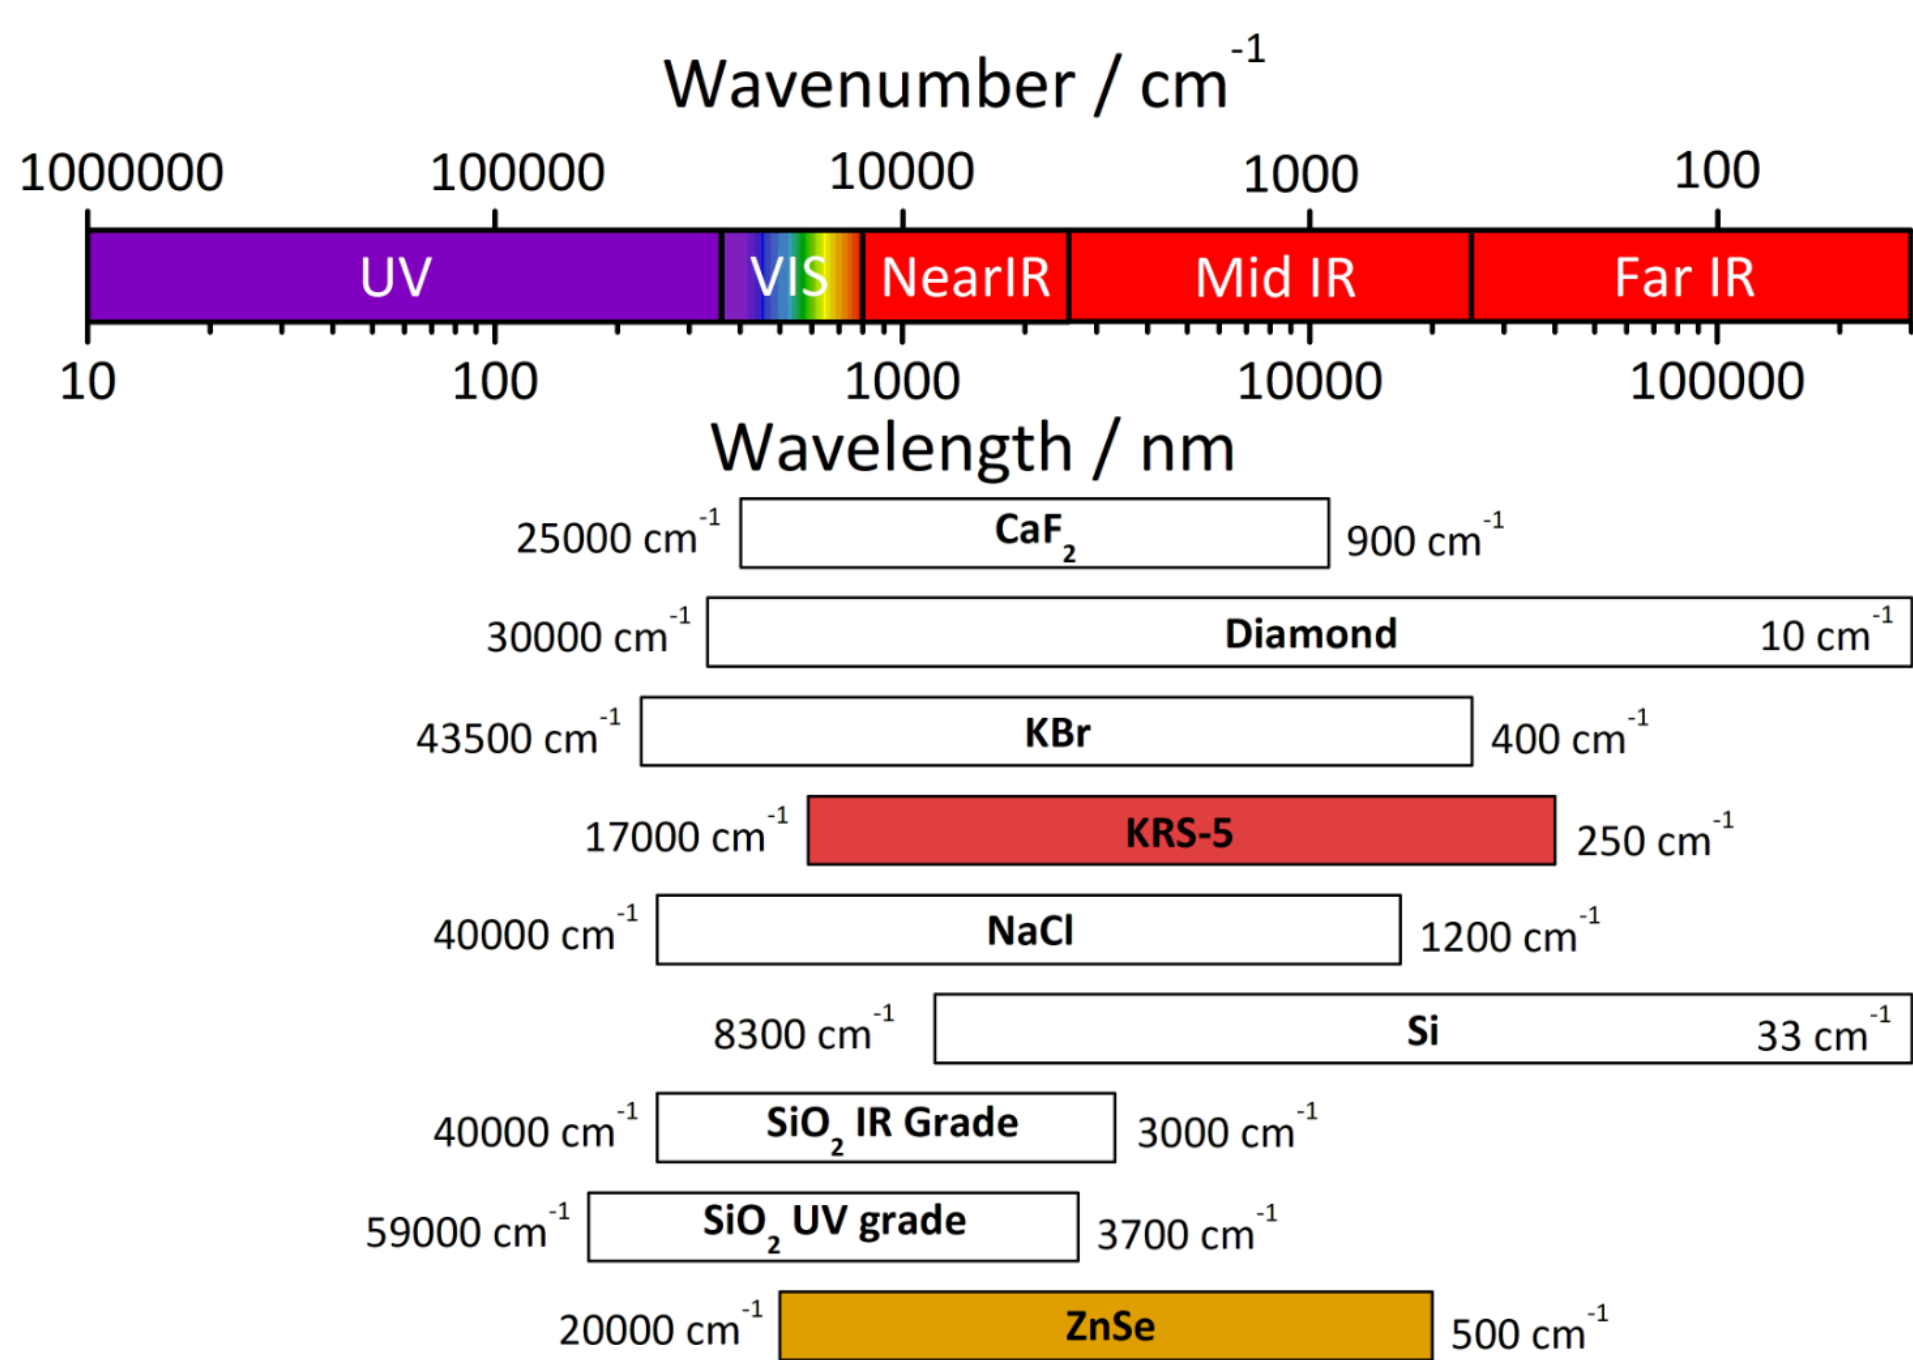 Wavenumber / cm-1
1000000 100000 10000 1000 100
UV VIS NearIR Mid IR Far IR
10 100 1000 10000 100000
Wavelength / nm
25000 cm-1 CaF2 900 cm-1
30000 cm-1 Diamond 10 cm-1
43500 cm-1 KBr 400 cm-1
17000 cm-1 KRS-5 250 cm-1
40000 cm-1 NaCl 1200 cm-1
8300 cm-1 Si 33 cm-1
40000 cm-1 SiO2 IR Grade 3000 cm-1
59000 cm-1 SiO2 UV grade 3700 cm-1
20000 cm-1 ZnSe 500 cm-1